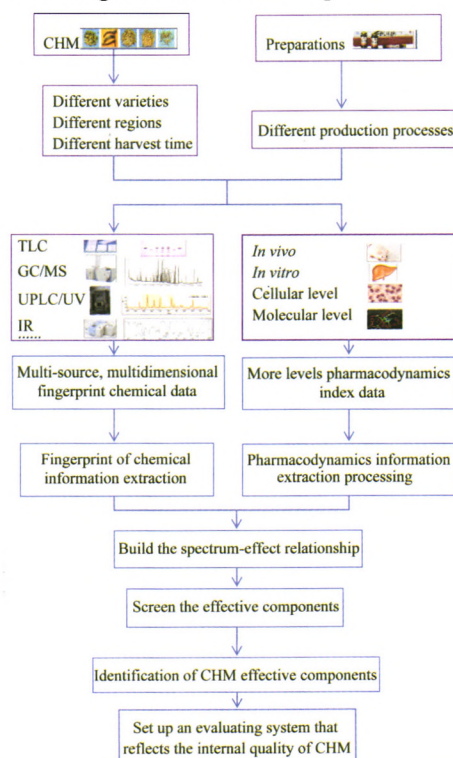 CHM
Preparations
Different varieties
Different regions
Different harvest time
Different production processes
TLC
GC/MS
UPLC/UV
IR
......
In vivo
In vitro
Cellular level
Molecular level
Multi-source, multidimensional
fingerprint chemical data
More levels pharmacodynamics
index data
Fingerprint of chemical
information extraction
Pharmacodynamics information
extraction processing
Build the spectrum-effect relationship
Screen the effective components
Identification of CHM effective components
Set up an evaluating system that
reflects the internal quality of CHM